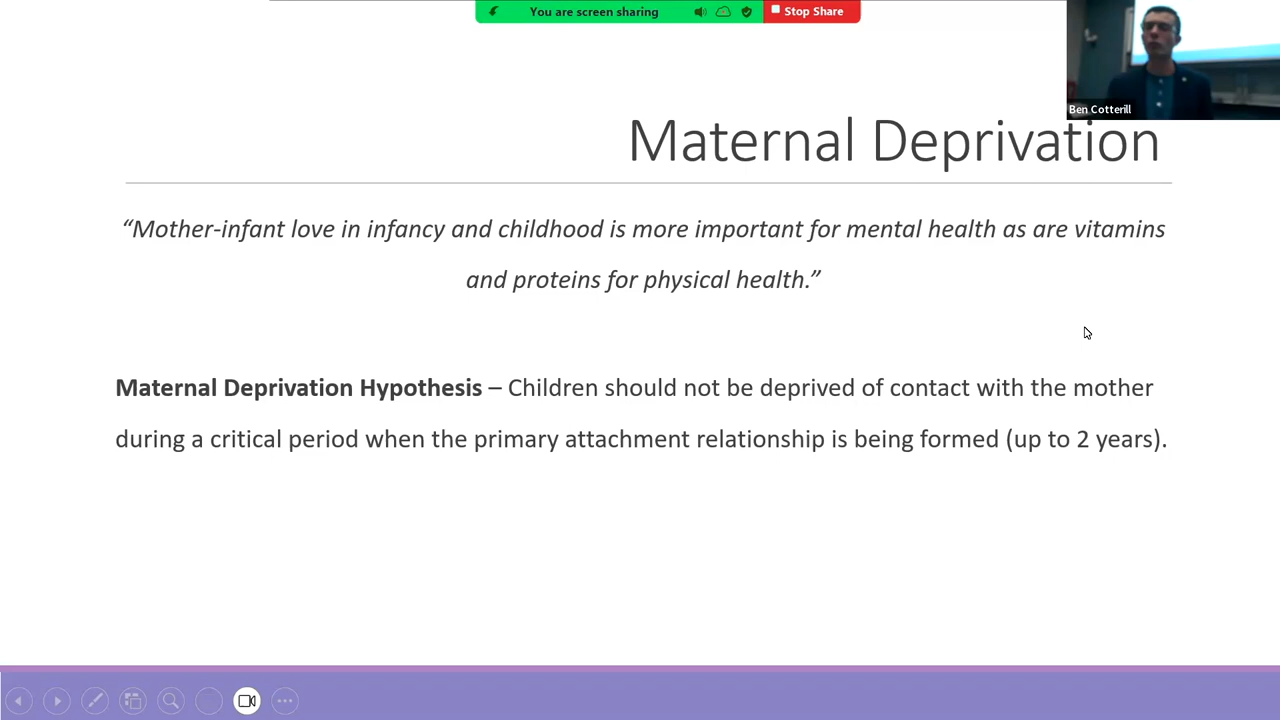 You are screen sharing
Stop Share
Ben Cotterill
Maternal Deprivation
“Mother-infant love in infancy and childhood is more important for mental health as are vitamins
and proteins for physical health.”
Maternal Deprivation Hypothesis – Children should not be deprived of contact with the mother
during a critical period when the primary attachment relationship is being formed (up to 2 years).